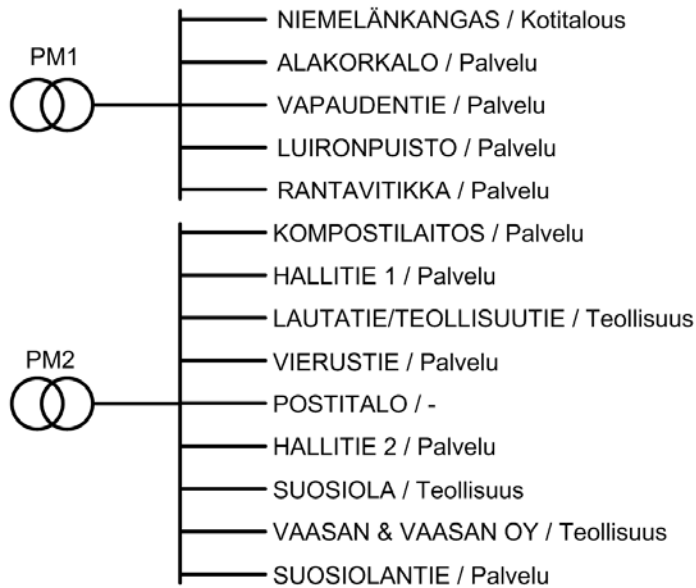 PM1
NIEMELÄNKANGAS / Kotitalous
ALAKORKALO / Palvelu
VAPAUDENTIE / Palvelu
LUIRONPUISTO / Palvelu
RANTAVITIKKA / Palvelu
PM2
KOMPOSTILAITOS / Palvelu
HALLITIE 1 / Palvelu
LAUTATIE/TEOLLISUUTIE / Teollisuus
VIERUSTIE / Palvelu
POSTITALO / -
HALLITIE 2 / Palvelu
SUOSIOLA / Teollisuus
VAASAN & VAASAN OY / Teollisuus
SUOSIOLANTIE / Palvelu